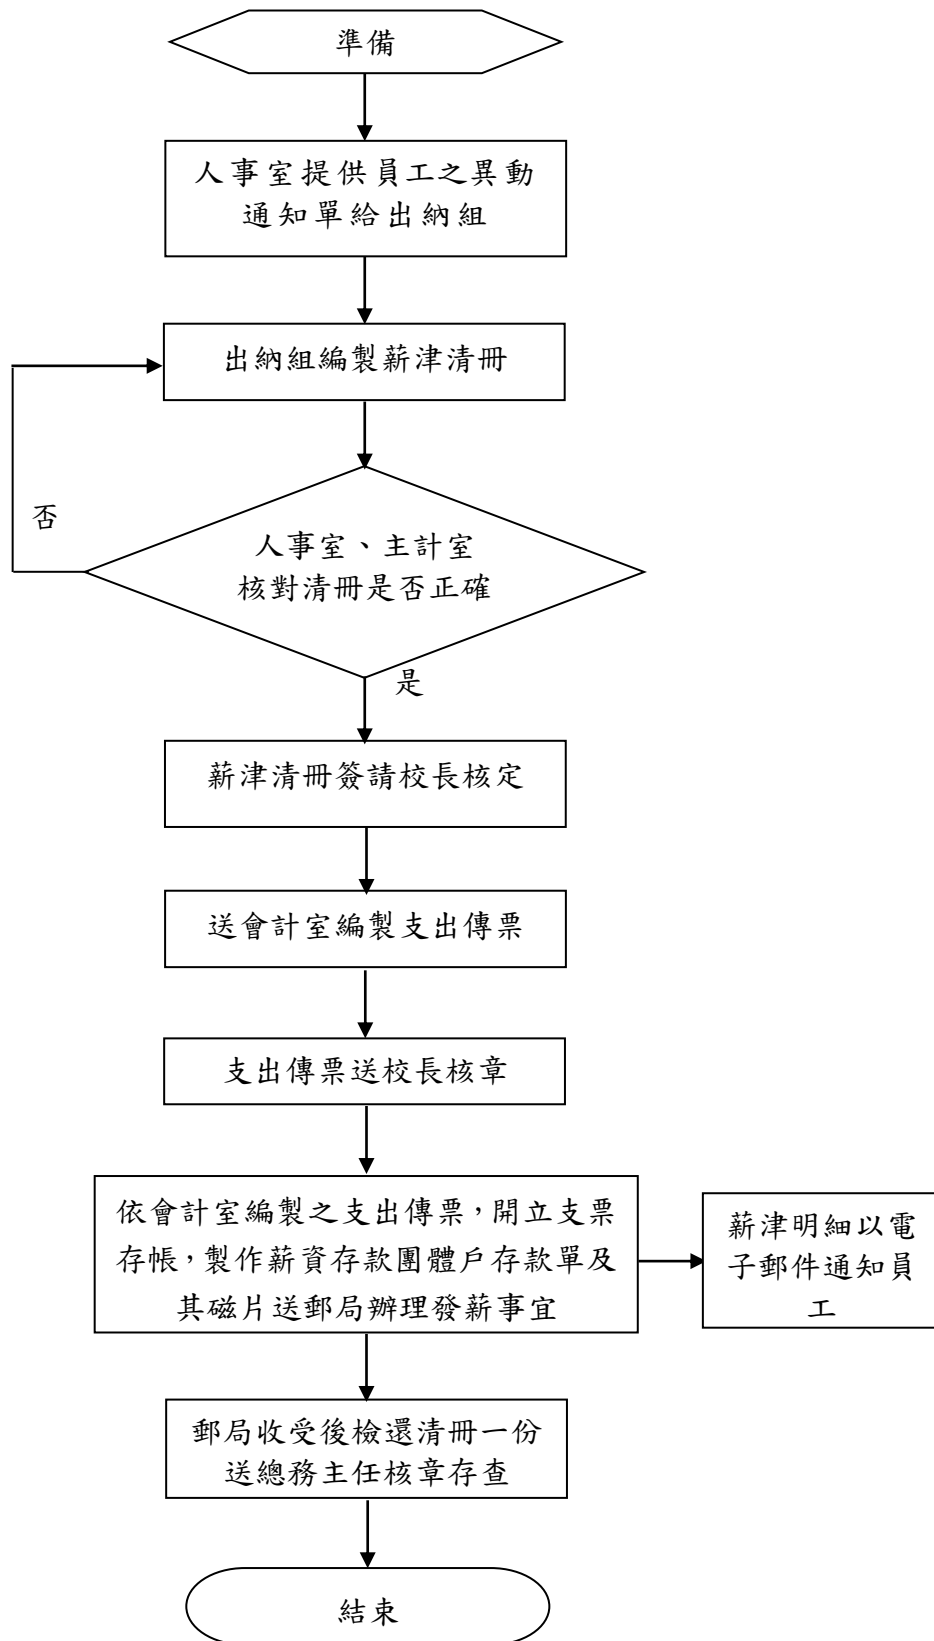 準備
人事室提供員工之異動
通知單給出納組
出納組編製薪津清冊
否
人事室、主計室
核對清冊是否正確
是
薪津清冊簽請校長核定
送會計室編製支出傳票
支出傳票送校長核章
依會計室編製之支出傳票，開立支票
存帳，製作薪資存款團體戶存款單及
其磁片送郵局辦理發薪事宜
薪津明細以電
子郵件通知員
工
郵局收受後檢還清冊一份
送總務主任核章存查
結束